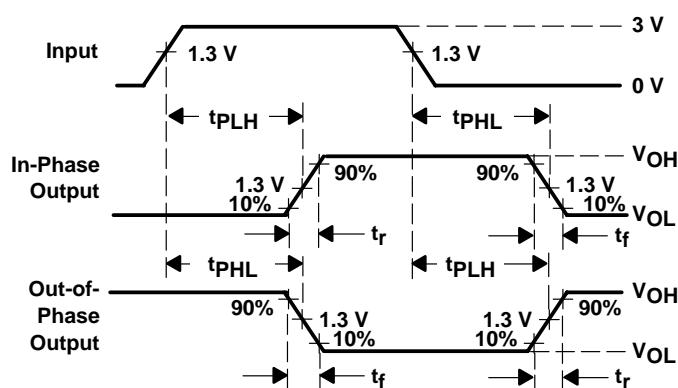 3 V
Input
1.3 V
1.3 V
0 V
tPLH
tPHL
In-Phase
Output
VOH
90%
90%
1.3 V
1.3 V
10%
10%
VOL
tr
tf
tPHL
tPLH
Out-of-
Phase
Output
VOH
90%
90%
1.3 V
1.3 V
10%
10%
VOL
tf
tr